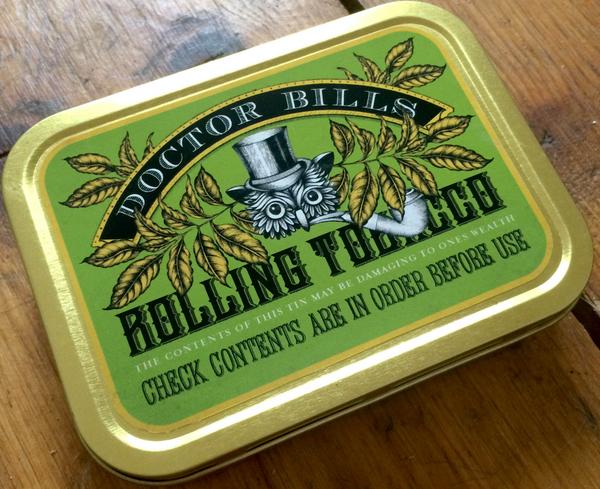 DOCTOR BILLS
ROLLING TOBACCO
THE CONTENTS OF THIS TIN MAY BE DAMAGING TO ONES WEALTH
CHECK CONTENTS ARE IN ORDER BEFORE USE